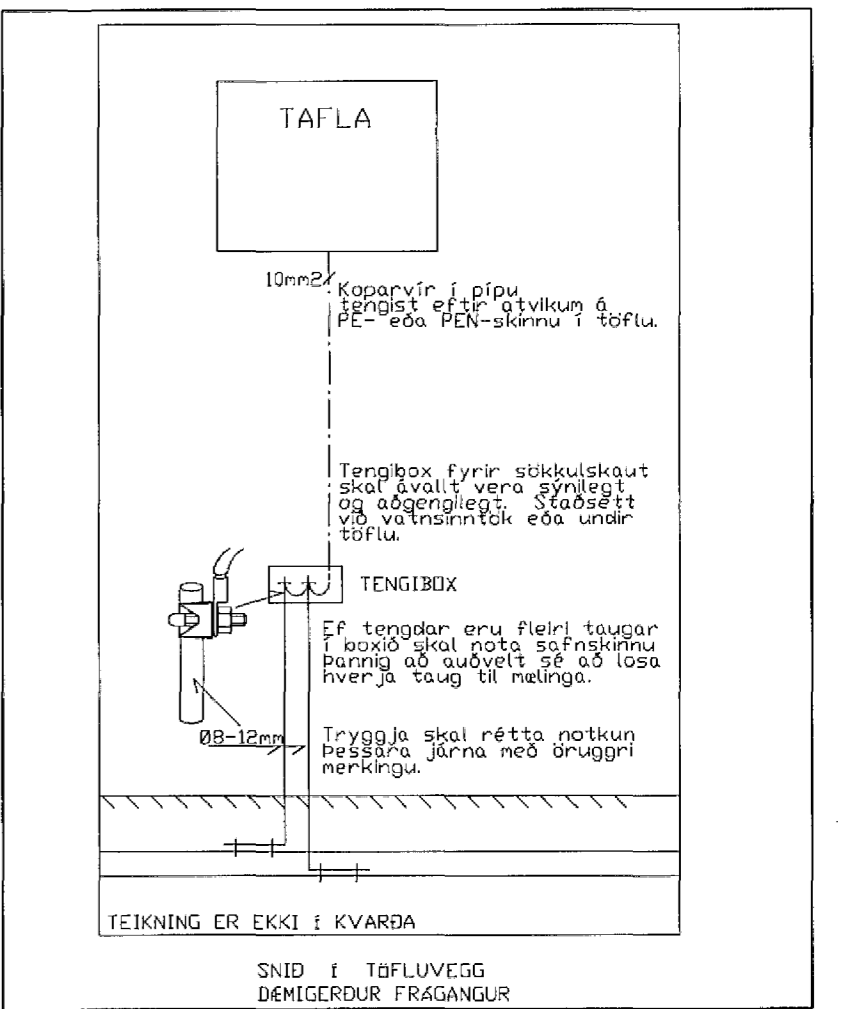 TAFLA
10mm2
Koparvír í pípu
tengist eftir atvikum á
PE- eða PEN-skinnu í töflu.
Tengibox fyrir sökkulskaut
skal ávallt vera sýnilegt
og aðgengilegt. Staðsett
við vatnsinntök eða undir
töflu.
TENGIBOX
Ef tengdar eru fleiri taugar
í boxið skal nota safnskinnu
Þannig að auðvelt sé að losa
hverja taug til mælinga.
Ø8-12mm
Tryggja skal rétta notkun
Þessara járna með öruggri
merkingu.
TEIKNING ER EKKI Í KVARÐA
SNIÐ Í TÖFLUVEGG
DÆMIGERÐUR FRÁGANGUR